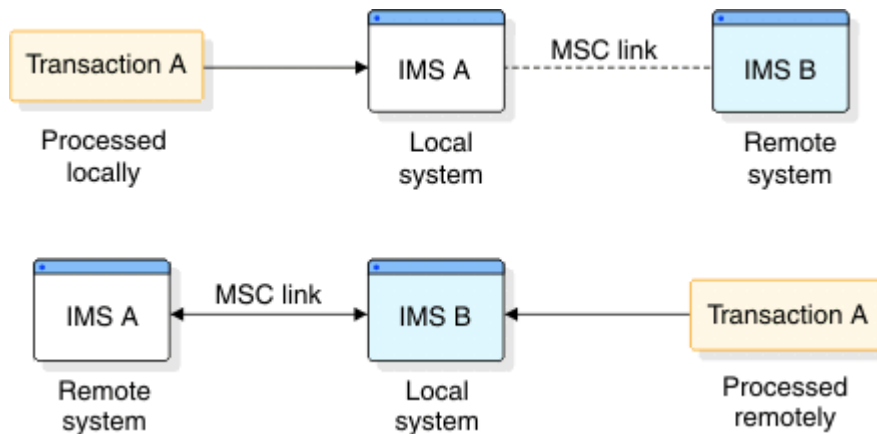 Transaction A
IMS A
MSC link
IMS B
Processed
locally
Local
system
Remote
system
IMS A
MSC link
IMS B
Transaction A
Remote
system
Local
system
Processed
remotely